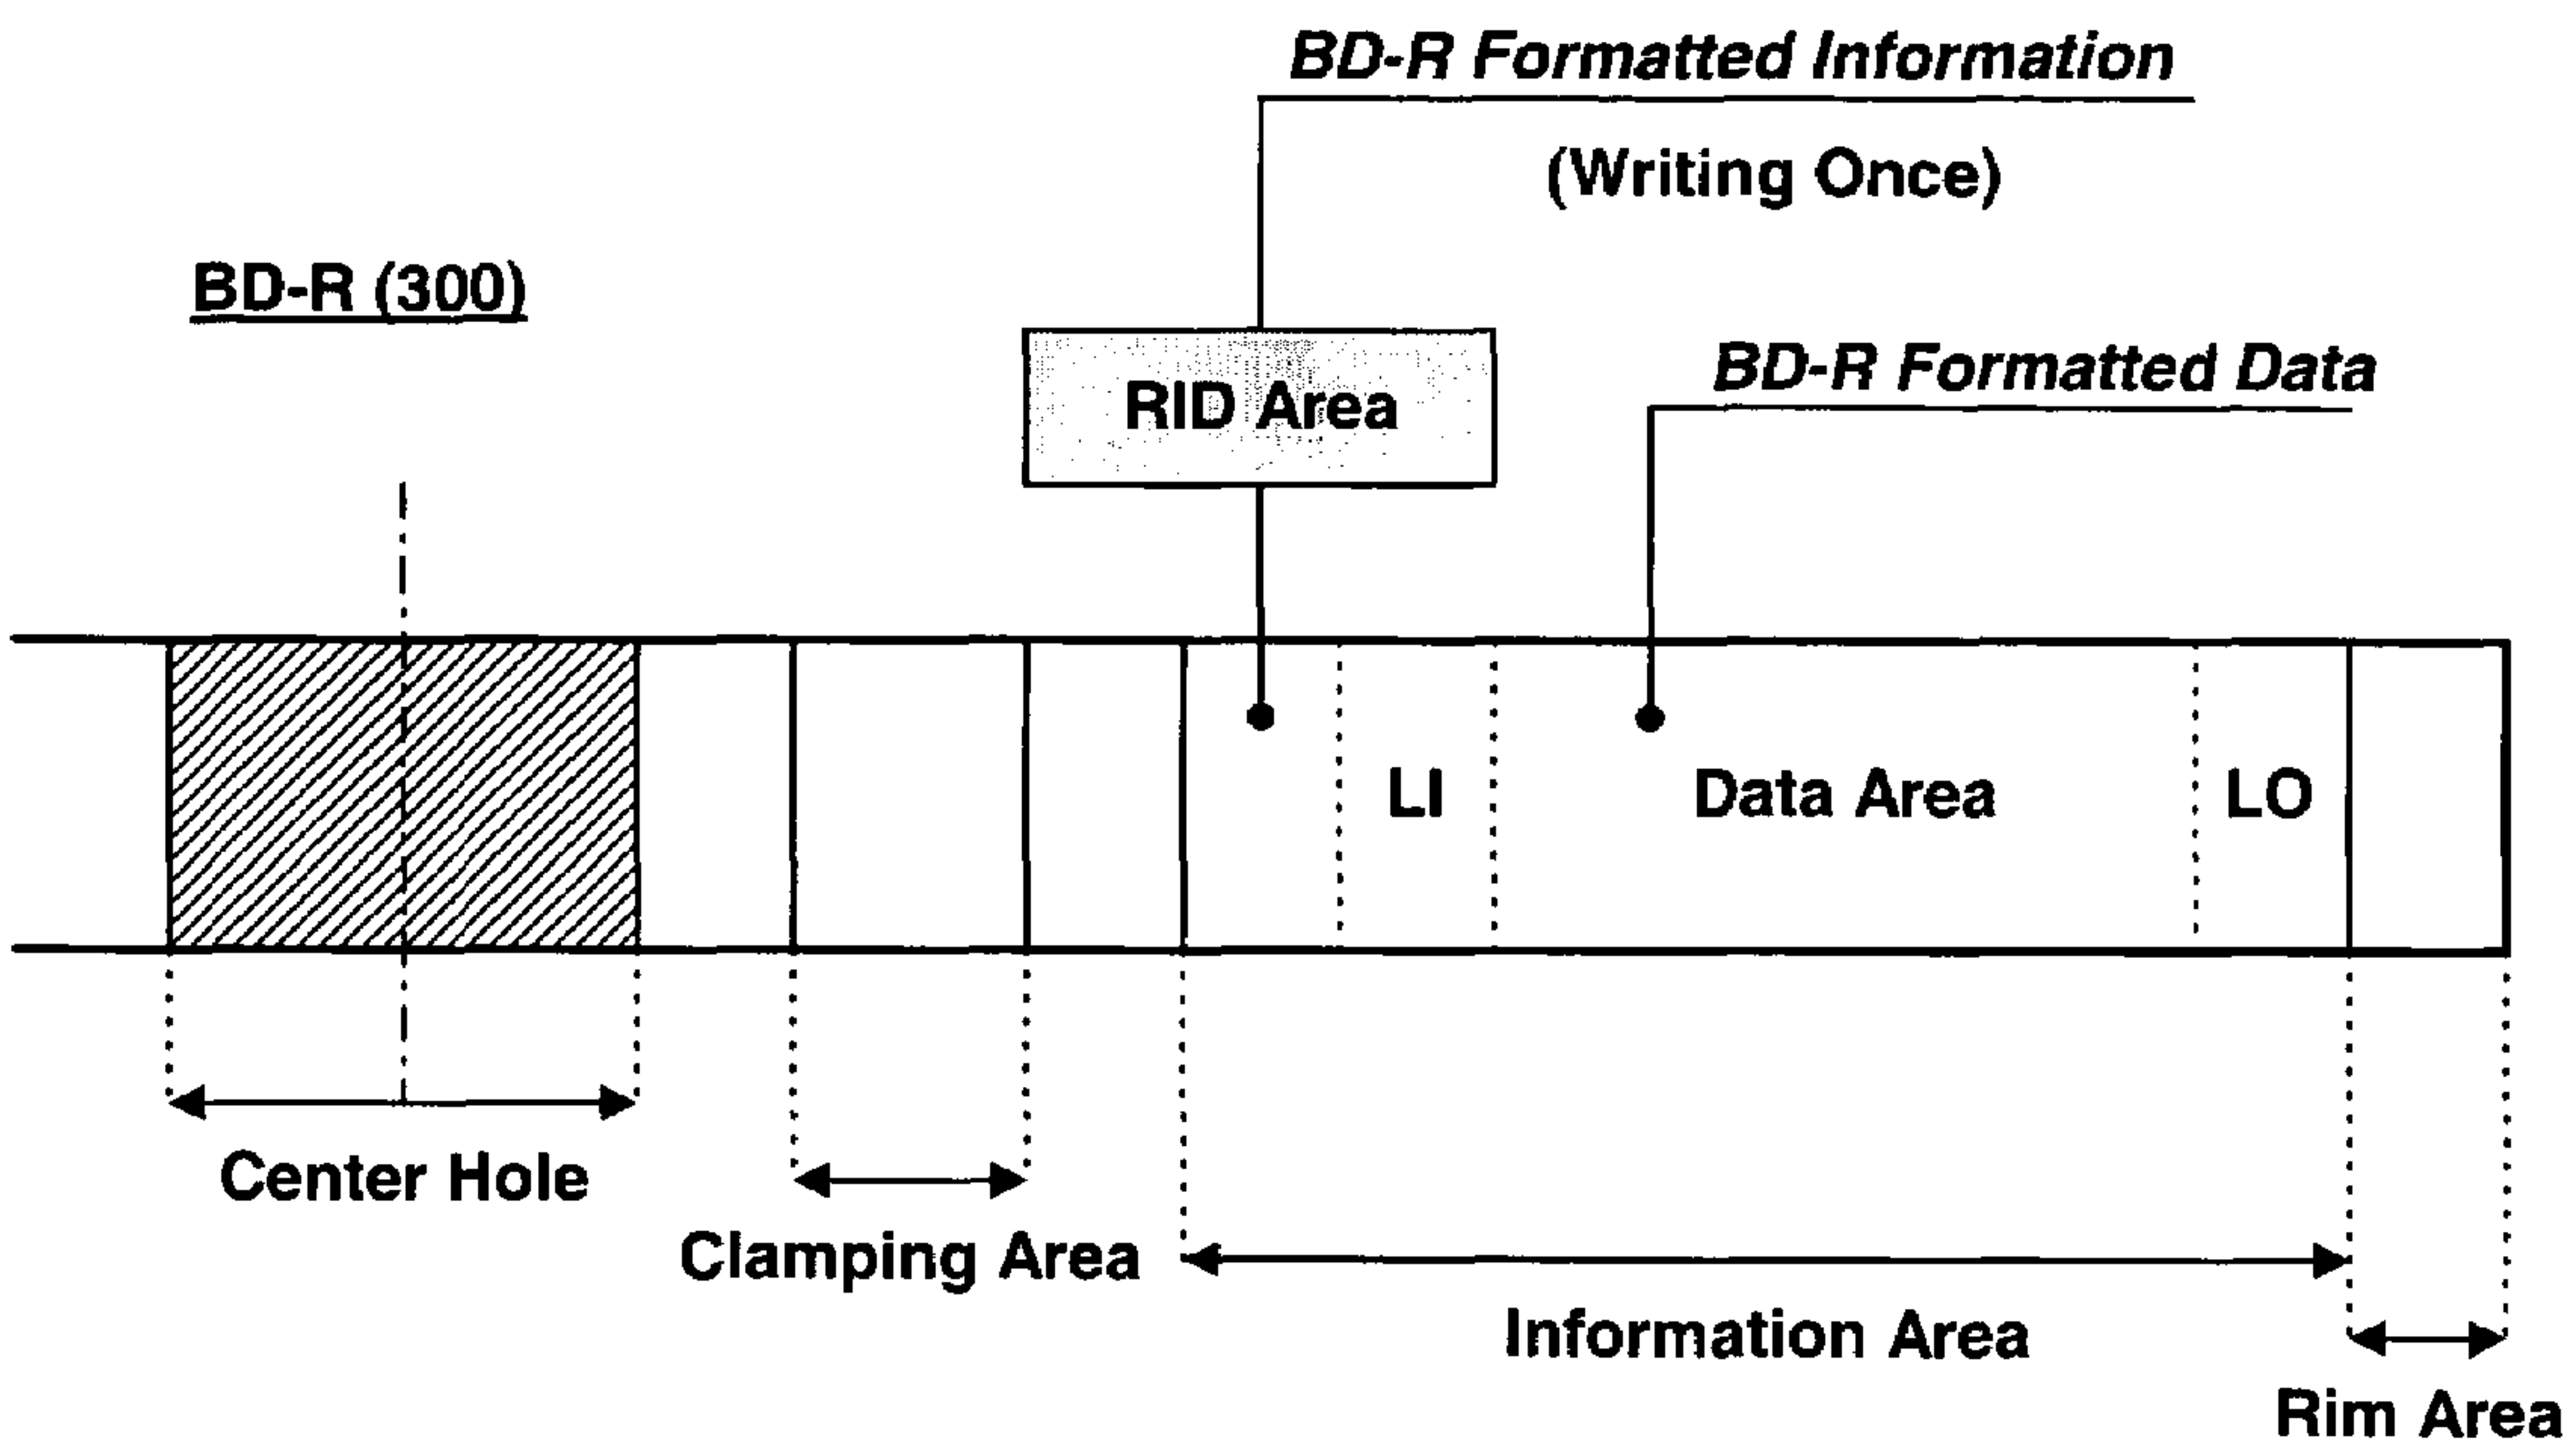 BD-R Formatted Information
(Writing Once)
BD-R (300)
RID Area
BD-R Formatted Data
LI
Data Area
LO
Center Hole
Clamping Area
Information Area
Rim Area